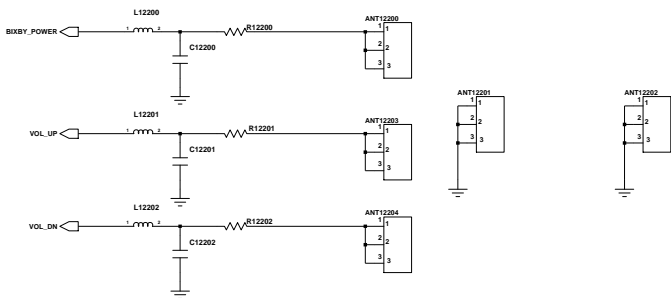 L12200
BIXBY_POWER
1 2
R12200
C12200
ANT12200
1 1
2 2
3 3
ANT12201
1 1
2 2
3 3
ANT12202
1 1
2 2
3 3
L12201
VOL_UP
1 2
R12201
C12201
ANT12203
1 1
2 2
3 3
L12202
VOL_DN
1 2
R12202
C12202
ANT12204
1 1
2 2
3 3